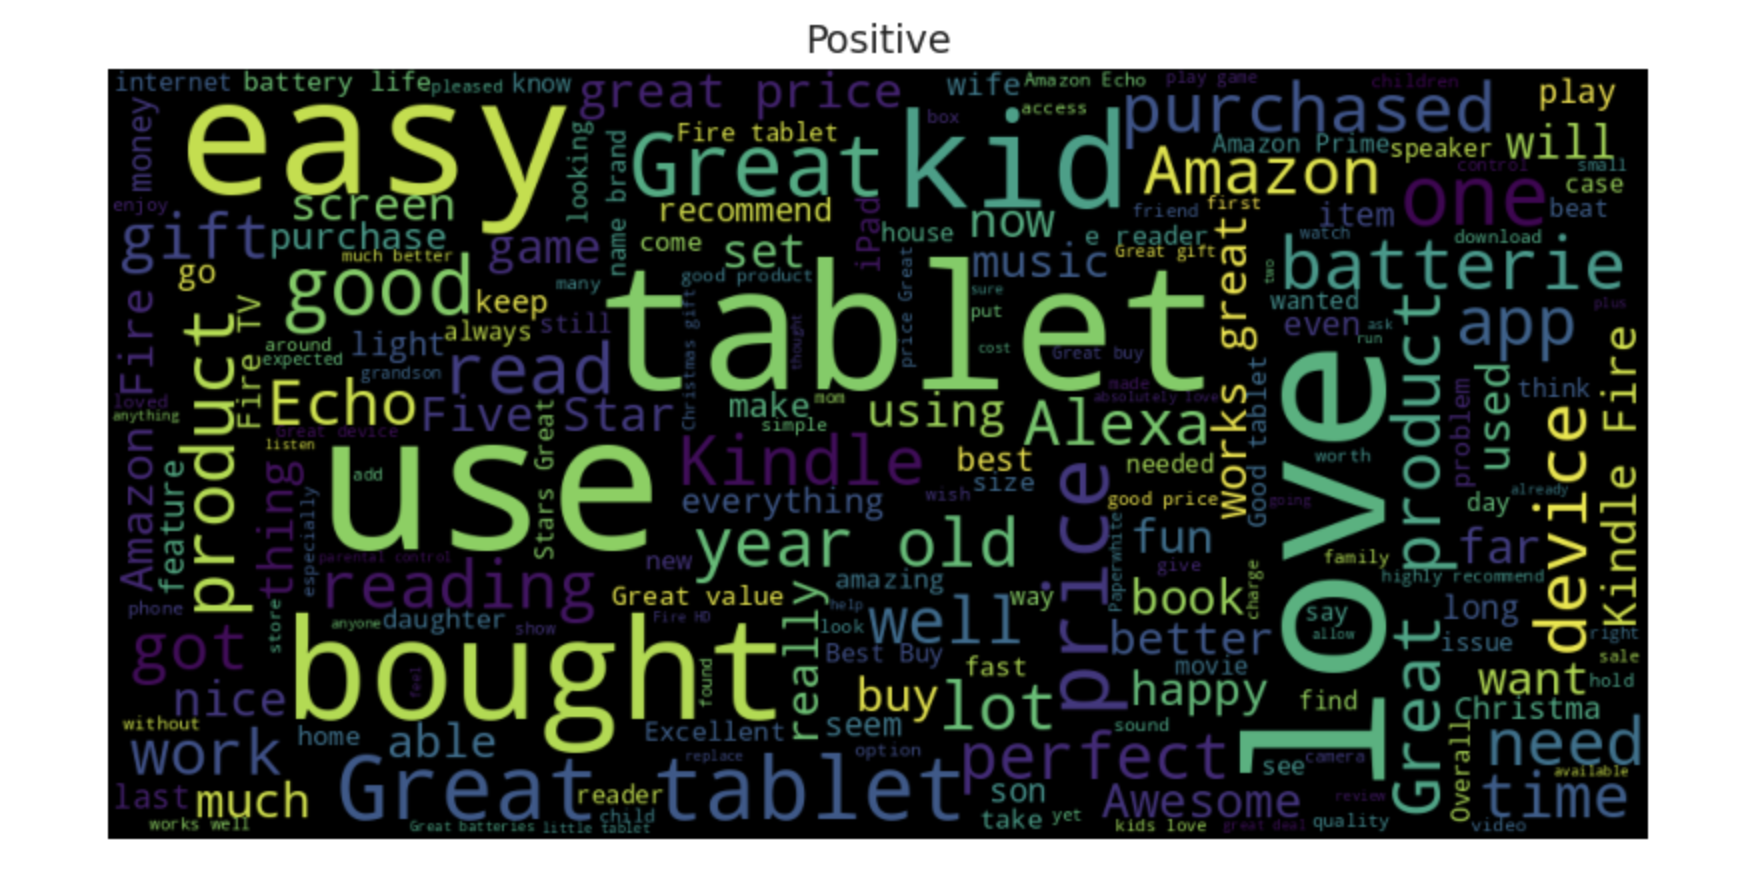 Positive
internet
battery life
pleased
know
great price
wife
Amazon Echo
play game
children
money
easy
looking
name brand
Fire tablet
Great
kid
access
box
purchased
play
Amazon Prime
speaker
will
Amazon
control
small
case
enjoy
screen
recommend
iPad
now
friend
first
item
one
beat
gift
purchase
game
come
set
house
e reader
Great gift
watch
download
much better
go
good
keep
many
good product
price Great
music
sure
works great
two
batterie
wanted
plus
Amazon Fire
product
Fire TV
always
still
tablet
put
even
ask
run
app
around
expected
light
grandson
read
Christmas gift
thought
cost
Great buy
made
absolutely love
Good tablet
love
Great product
problem
used
think
Kindle Fire
loved
anything
Echo
Five Star
make
mom
simple
using
Alexa
Great device
listen
feature
thing
add
use
Stars Great
Kindle
best
needed
worth
device
everything
wish
size
good price
going
day
already
especially
year old
price
Paperwhite
fun
far
parental control
new
give
family
highly recommend
reading
Great value
amazing
way
book
charge
phone
store
anyone
daughter
show
Fire HD
really
help
look
well
say
allow
long
issue
right
got
bought
Best Buy
better
movie
sale
nice
feel
found
fast
buy
lot
happy
find
want
hold
Christma
without
home
able
Excellent
seem
sound
Overall
work
replace
option
perfect
see
camera
need
available
last
much
Great tablet
reader
child
son
Awesome
review
time
works well
Great batteries
little tablet
take
yet
kids love
great deal
quality
video